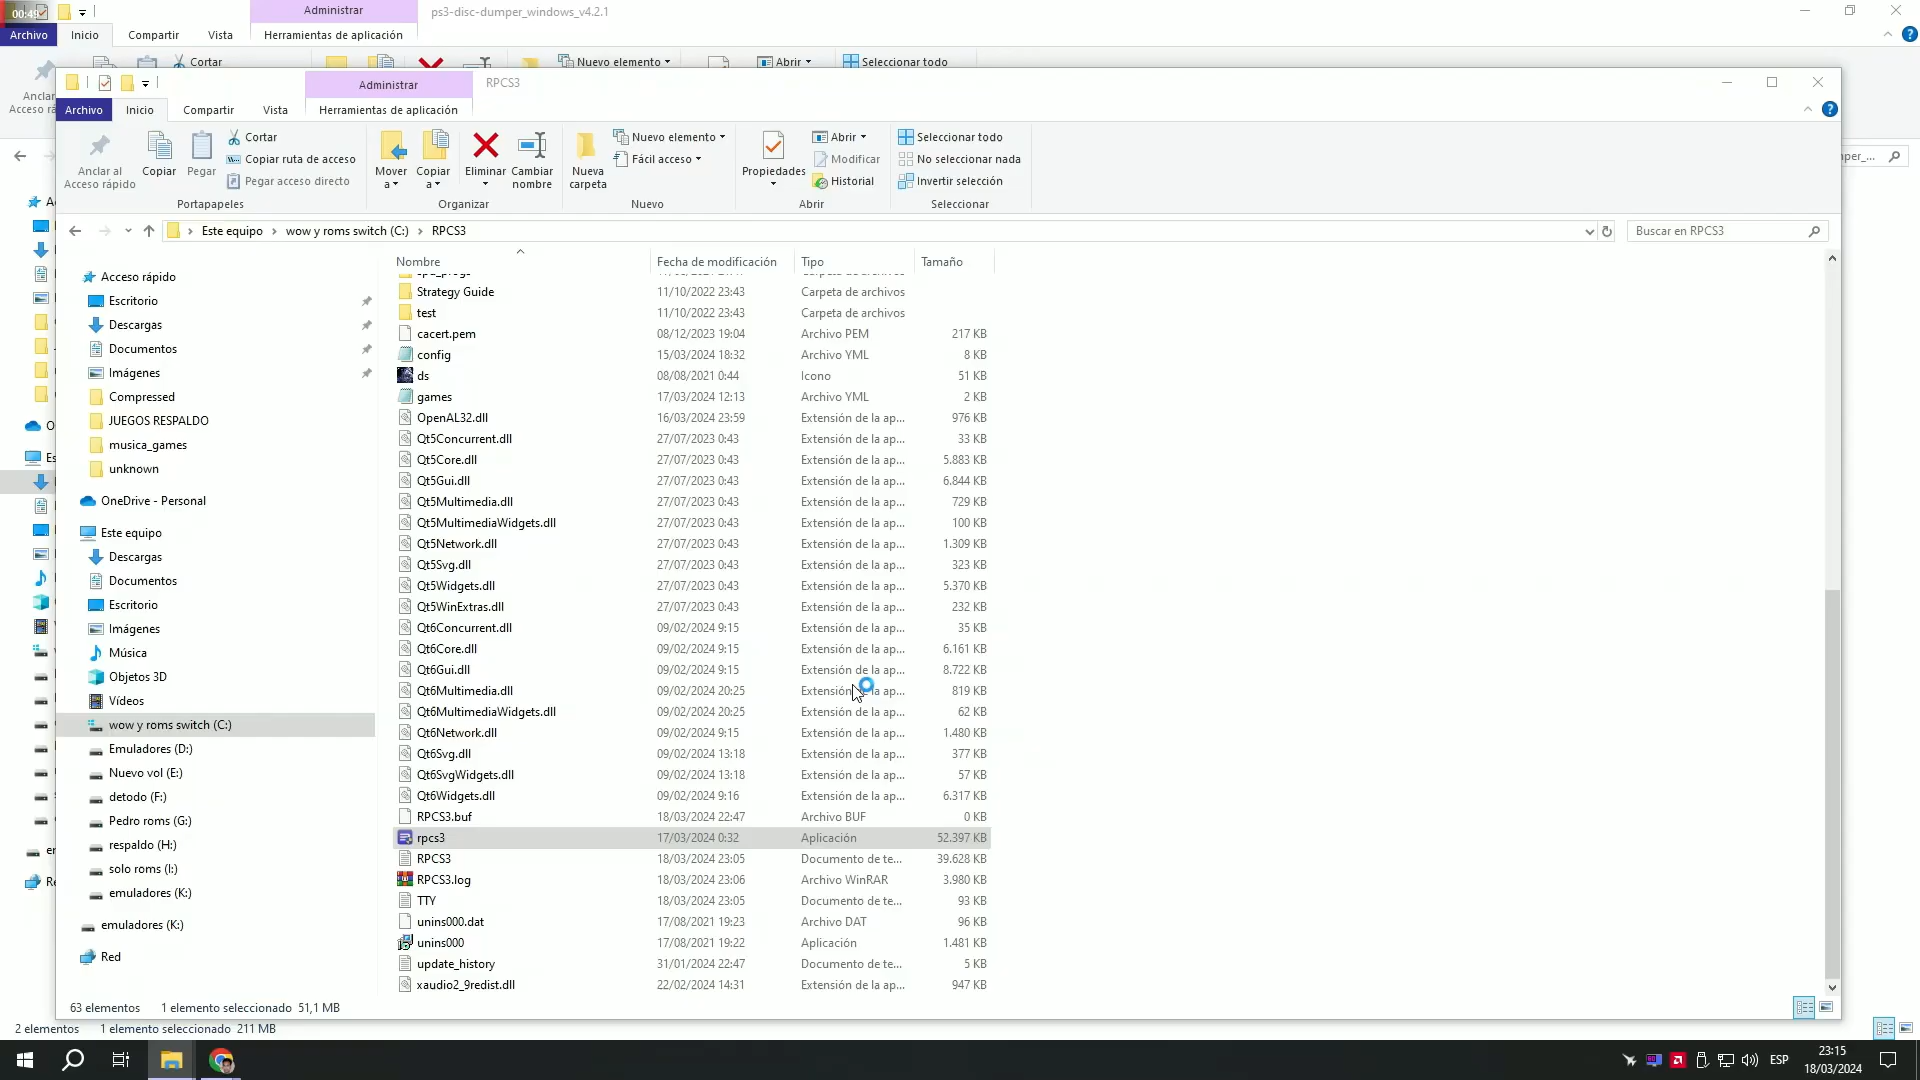 00:49
Administrar
ps3-disc-dumper_windows_v4.2.1
Archivo
Inicio
Compartir
Vista
Herramientas de aplicación
Cortar
Nuevo elemento
Abrir
Seleccionar todo
Administrar
RPCS3
Archivo
Inicio
Compartir
Vista
Herramientas de aplicación
Anclar al
Acceso rápido
Copiar
Pegar
Cortar
Copiar ruta de acceso
Pegar acceso directo
Mover
a
Copiar
a
Eliminar
Cambiar
nombre
Nueva
carpeta
Nuevo elemento
Fácil acceso
Propiedades
Abrir
Modificar
Historial
Seleccionar todo
No seleccionar nada
Invertir selección
Portapapeles
Organizar
Nuevo
Abrir
Seleccionar
Este equipo
wow y roms switch (C:)
RPCS3
Buscar en RPCS3
Nombre
Fecha de modificación
Tipo
Tamaño
Acceso rápido
Escritorio
Descargas
Documentos
Imágenes
Compressed
JUEGOS RESPALDO
musica_games
unknown
OneDrive - Personal
Este equipo
Descargas
Documentos
Escritorio
Imágenes
Música
Objetos 3D
Vídeos
wow y roms switch (C:)
Emuladores (D:)
Nuevo vol (E:)
detodo (F:)
Pedro roms (G:)
respaldo (H:)
solo roms (I:)
emuladores (K:)
emuladores (K:)
Red
Strategy Guide 11/10/2022 23:43 Carpeta de archivos
test 11/10/2022 23:43 Carpeta de archivos
cacert.pem 08/12/2023 19:04 Archivo PEM 217 KB
config 15/03/2024 18:32 Archivo YML 8 KB
ds 08/08/2021 0:44 Icono 51 KB
games 17/03/2024 12:13 Archivo YML 2 KB
OpenAL32.dll 16/03/2024 23:59 Extensión de la ap... 976 KB
Qt5Concurrent.dll 27/07/2023 0:43 Extensión de la ap... 33 KB
Qt5Core.dll 27/07/2023 0:43 Extensión de la ap... 5.883 KB
Qt5Gui.dll 27/07/2023 0:43 Extensión de la ap... 6.844 KB
Qt5Multimedia.dll 27/07/2023 0:43 Extensión de la ap... 729 KB
Qt5MultimediaWidgets.dll 27/07/2023 0:43 Extensión de la ap... 100 KB
Qt5Network.dll 27/07/2023 0:43 Extensión de la ap... 1.309 KB
Qt5Svg.dll 27/07/2023 0:43 Extensión de la ap... 323 KB
Qt5Widgets.dll 27/07/2023 0:43 Extensión de la ap... 5.370 KB
Qt5WinExtras.dll 27/07/2023 0:43 Extensión de la ap... 232 KB
Qt6Concurrent.dll 09/02/2024 9:15 Extensión de la ap... 35 KB
Qt6Core.dll 09/02/2024 9:15 Extensión de la ap... 6.161 KB
Qt6Gui.dll 09/02/2024 9:15 Extensión de la ap... 8.722 KB
Qt6Multimedia.dll 09/02/2024 20:25 Extensión la ap... 819 KB
Qt6MultimediaWidgets.dll 09/02/2024 20:25 Extensión de la ap... 62 KB
Qt6Network.dll 09/02/2024 9:15 Extensión de la ap... 1.480 KB
Qt6Svg.dll 09/02/2024 13:18 Extensión de la ap... 377 KB
Qt6SvgWidgets.dll 09/02/2024 13:18 Extensión de la ap... 57 KB
Qt6Widgets.dll 09/02/2024 9:16 Extensión de la ap... 6.317 KB
RPCS3.buf 18/03/2024 22:47 Archivo BUF 0 KB
rpcs3 17/03/2024 0:32 Aplicación 52.397 KB
RPCS3 18/03/2024 23:05 Documento de te... 39.628 KB
RPCS3.log 18/03/2024 23:06 Archivo WinRAR 3.980 KB
TTY 18/03/2024 23:05 Documento de te... 93 KB
unins000.dat 17/08/2021 19:23 Archivo DAT 96 KB
unins000 17/08/2021 19:22 Aplicación 1.481 KB
update_history 31/01/2024 22:47 Documento de te... 5 KB
xaudio2_9redist.dll 22/02/2024 14:31 Extensión de la ap... 947 KB
63 elementos 1 elemento seleccionado 51,1 MB
2 elementos 1 elemento seleccionado 211 MB
ESP
23:15
18/03/2024